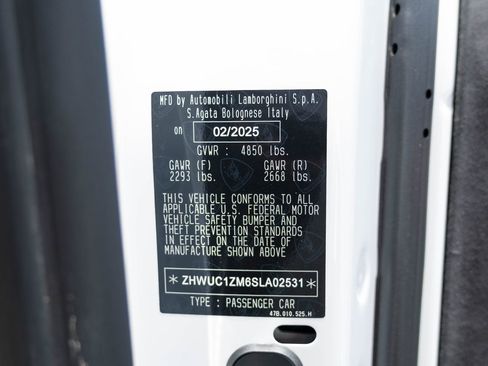 MFD by Automobili Lamborghini S.p.A.
S.Agata Bolognese Italy
on 02/2025
GVWR : 4850 lbs.
GAWR (F) GAWR (R)
2293 lbs. 2668 lbs.
THIS VEHICLE CONFORMS TO ALL
APPLICABLE U.S. FEDERAL MOTOR
VEHICLE SAFETY BUMPER AND
THEFT PREVENTION STANDARDS
IN EFFECT ON THE DATE OF
MANUFACTURE SHOWN ABOVE
*ZHWUC1ZM6SLA02531*
TYPE : PASSENGER CAR
47B.010.525.H